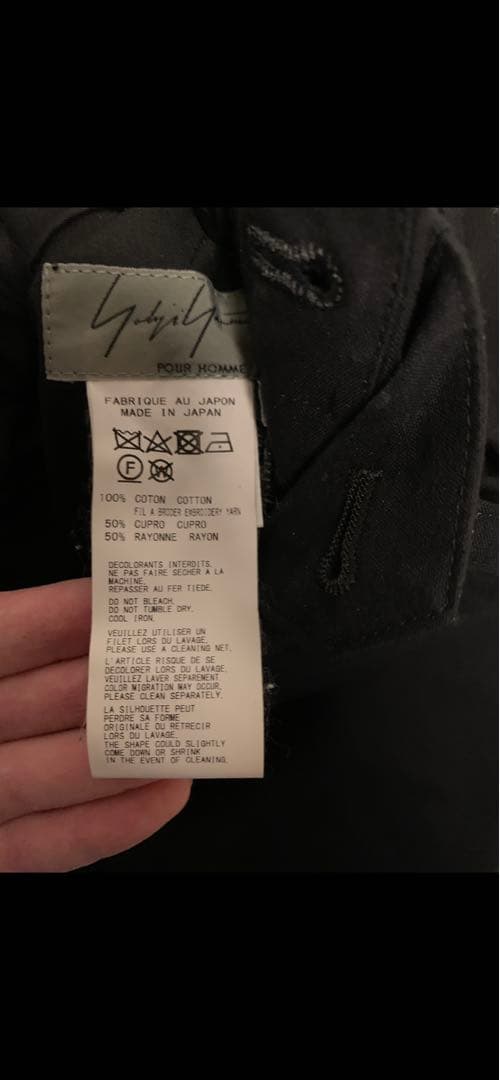 Yohji Yam
POUR HOMME
FABRIQUE AU JAPON
MADE IN JAPAN
F W
100% COTON COTTON
FIL A BRODER EMBROIDERY YARN
50% CUPRO CUPRO
50% RAYONNE RAYON
DECOLORANTS INTERDITS.
NE PAS FAIRE SECHER A LA
MACHINE.
REPASSER AU FER TIEDE.
DO NOT BLEACH.
DO NOT TUMBLE DRY.
COOL IRON.
VEUILLEZ UTILISER UN
FILET LORS DU LAVAGE.
PLEASE USE A CLEANING NET.
L'ARTICLE RISQUE DE SE
DECOLORER LORS DU LAVAGE.
VEUILLEZ LAVER SEPAREMENT.
COLOR MIGRATION MAY OCCUR.
PLEASE CLEAN SEPARATELY.
LA SILHOUETTE PEUT
PERDRE SA FORME
ORIGINALE OU RETRECIR
LORS DU LAVAGE.
THE SHAPE COULD SLIGHTLY
COME DOWN OR SHRINK
IN THE EVENT OF CLEANING.